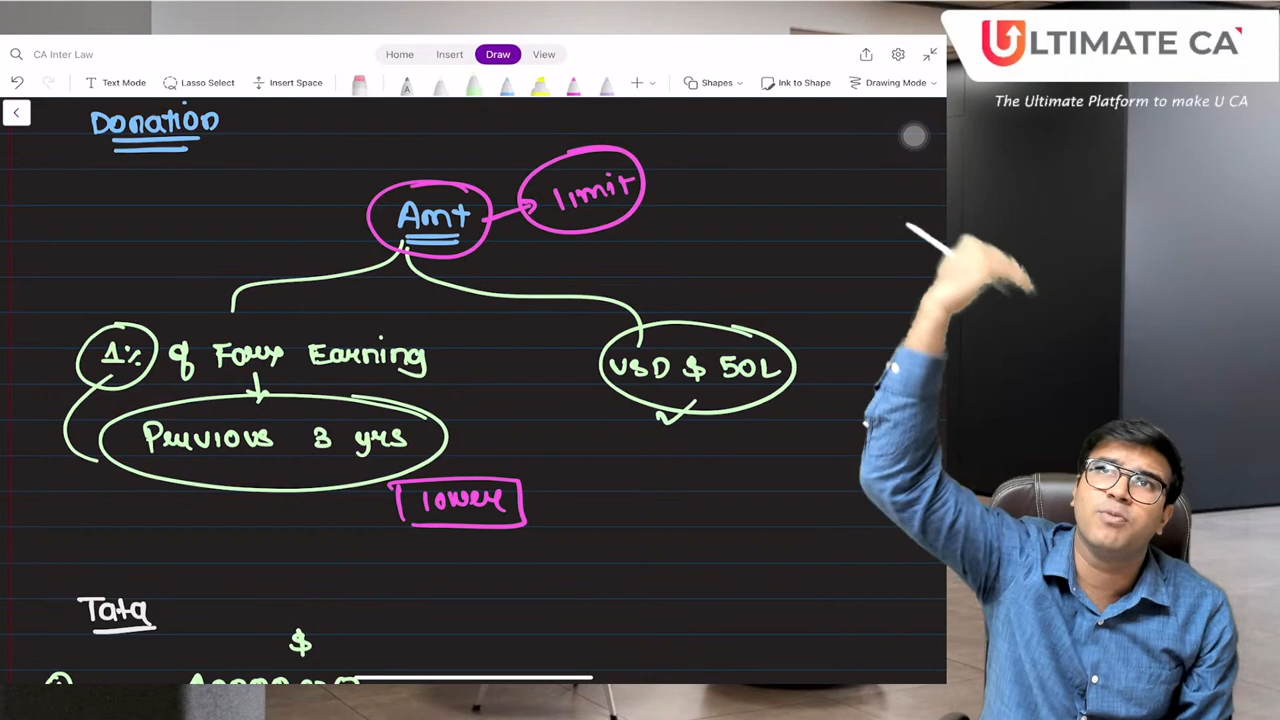 ULTIMATE CA
The Ultimate Platform to make U CA
CA Inter Law
Home Insert Draw View
Text Mode Lasso Select Insert Space Shapes Ink to Shape Drawing Mode
Donation
Amt limit
1% of Forex Earning
USD $ 50L
Previous 3 yrs
lower
Tata
$